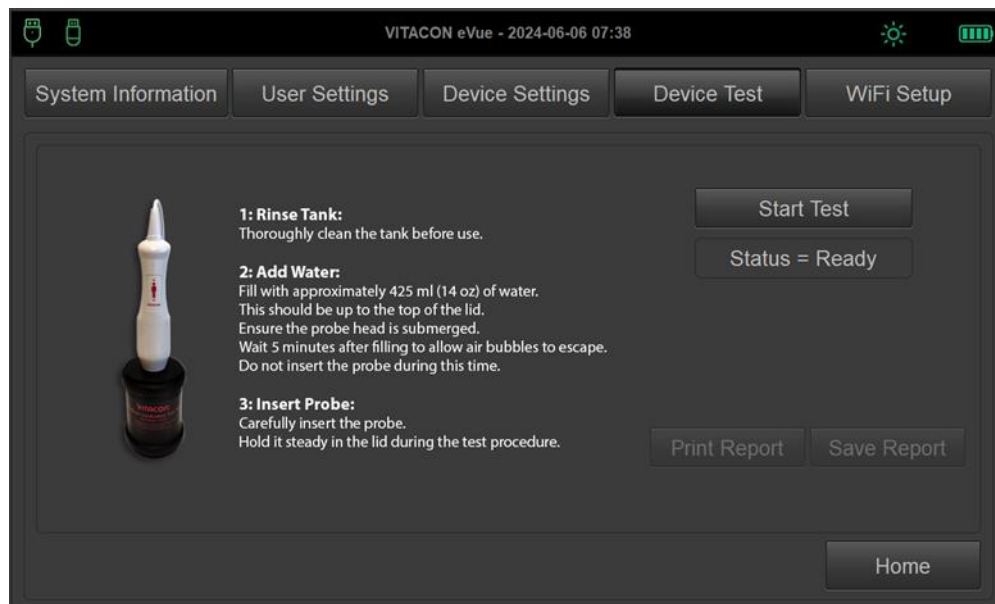 VITACON eVue - 2024-06-06 07:38
System Information
User Settings
Device Settings
Device Test
WiFi Setup
1: Rinse Tank:
Thoroughly clean the tank before use.
2: Add Water:
Fill with approximately 425 ml (14 oz) of water.
This should be up to the top of the lid.
Ensure the probe head is submerged.
Wait 5 minutes after filling to allow air bubbles to escape.
Do not insert the probe during this time.
3: Insert Probe:
Carefully insert the probe.
Hold it steady in the lid during the test procedure.
Start Test
Status = Ready
Print Report
Save Report
Home